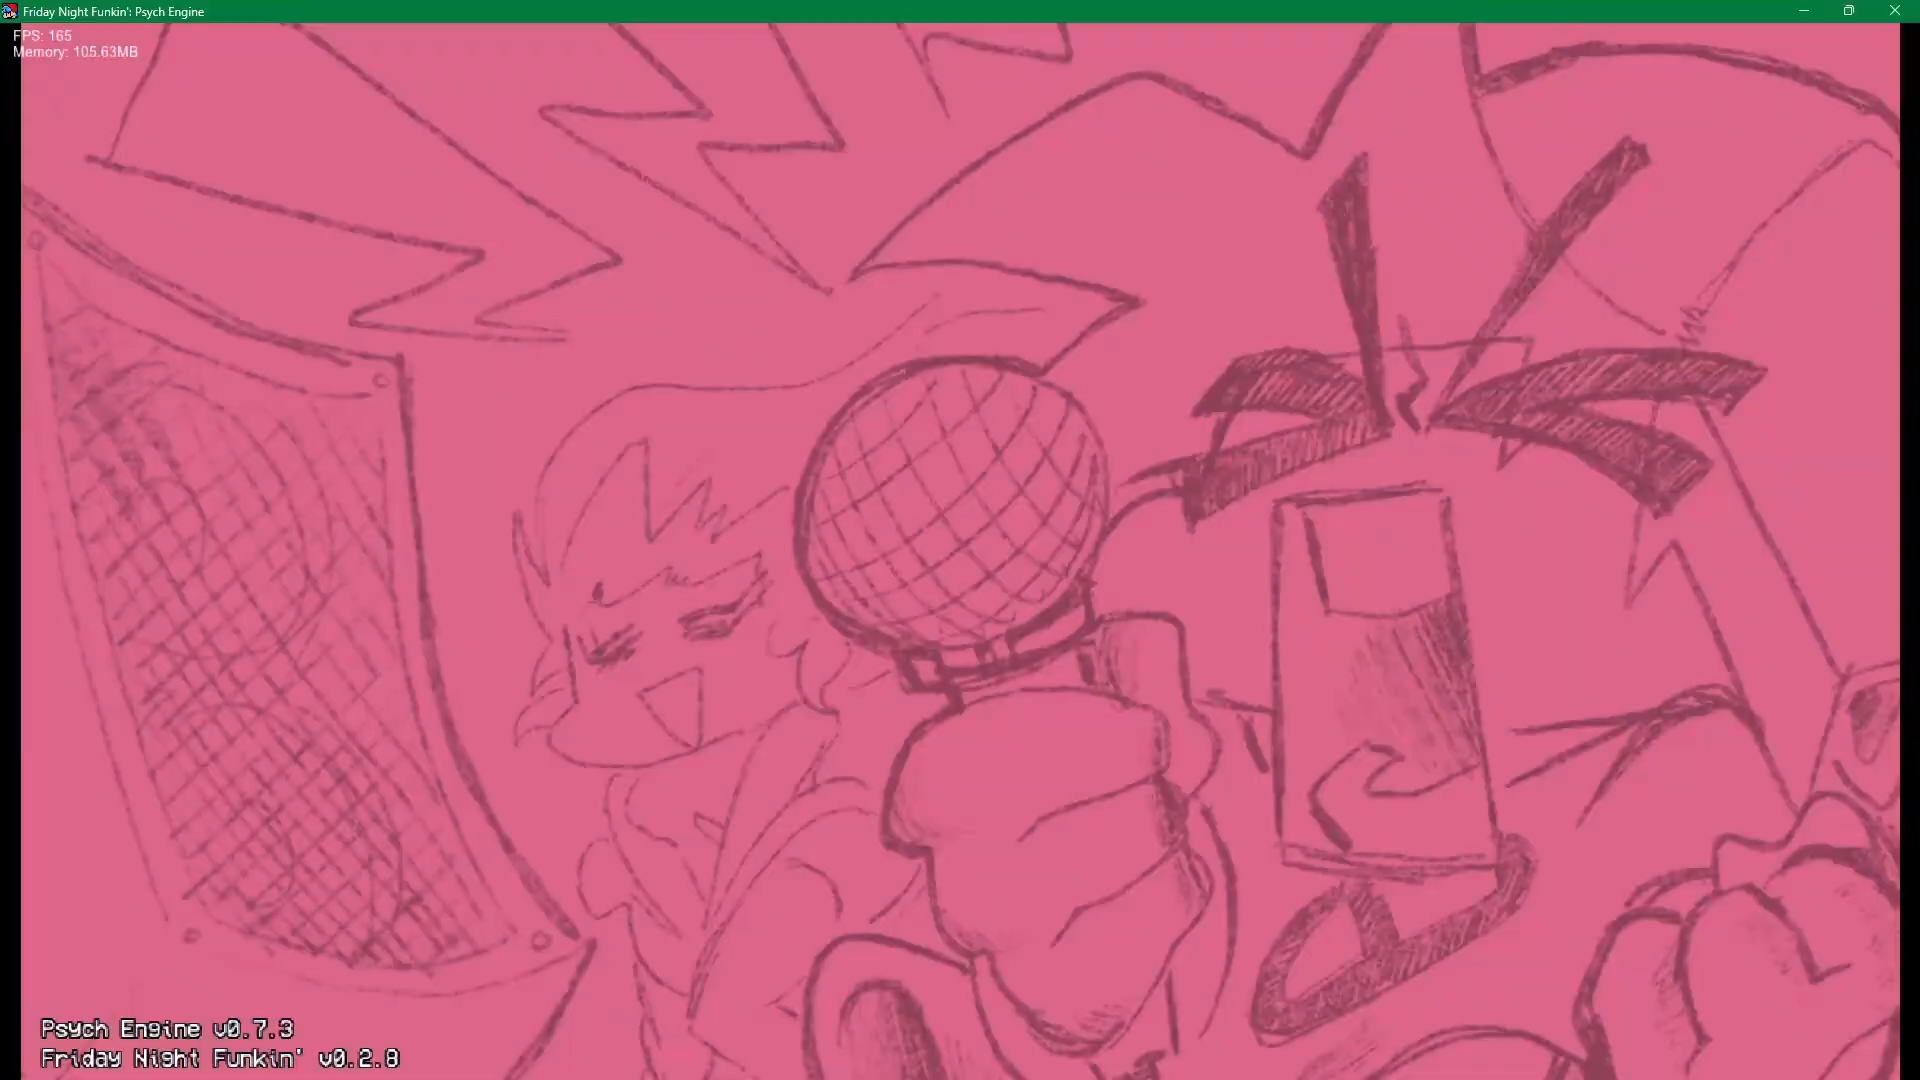 Friday Night Funkin': Psych Engine
FPS: 165
Memory: 105.63MB
Psych Engine v0.7.3
Friday Night Funkin' v0.2.8